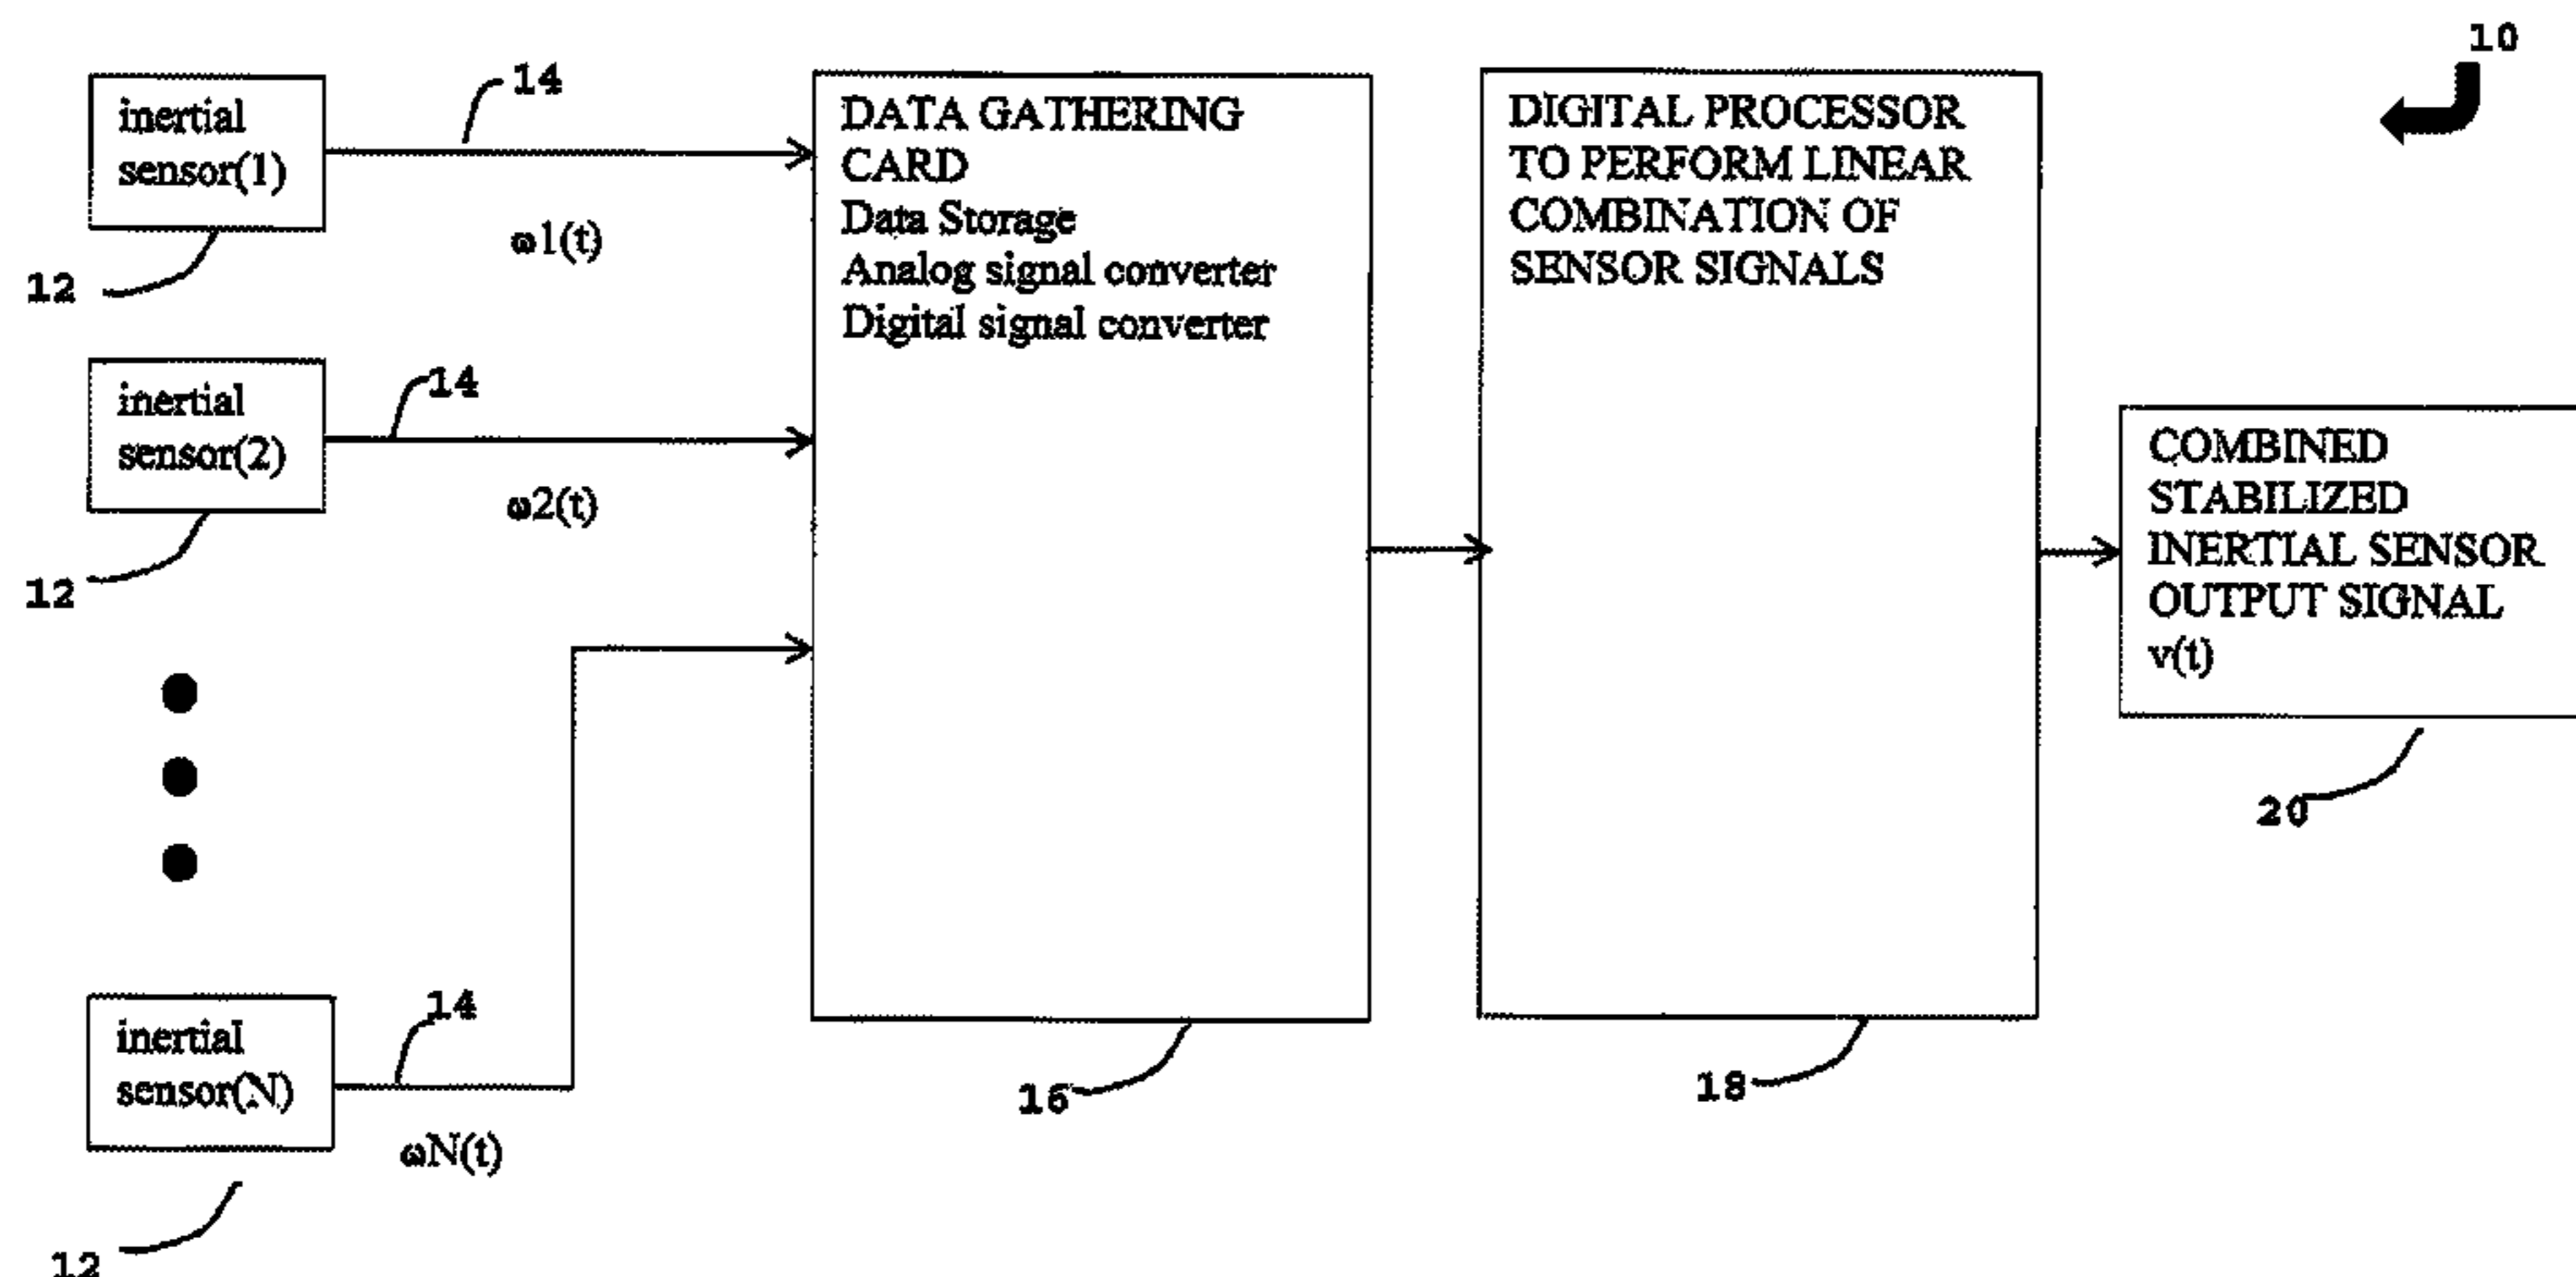 10
inertial
sensor(1)
14
ω1(t)
12
inertial
sensor(2)
14
ω2(t)
12
inertial
sensor(N)
14
ωN(t)
12
DATA GATHERING
CARD
Data Storage
Analog signal converter
Digital signal converter
16
DIGITAL PROCESSOR
TO PERFORM LINEAR
COMBINATION OF
SENSOR SIGNALS
18
COMBINED
STABILIZED
INERTIAL SENSOR
OUTPUT SIGNAL
v(t)
20